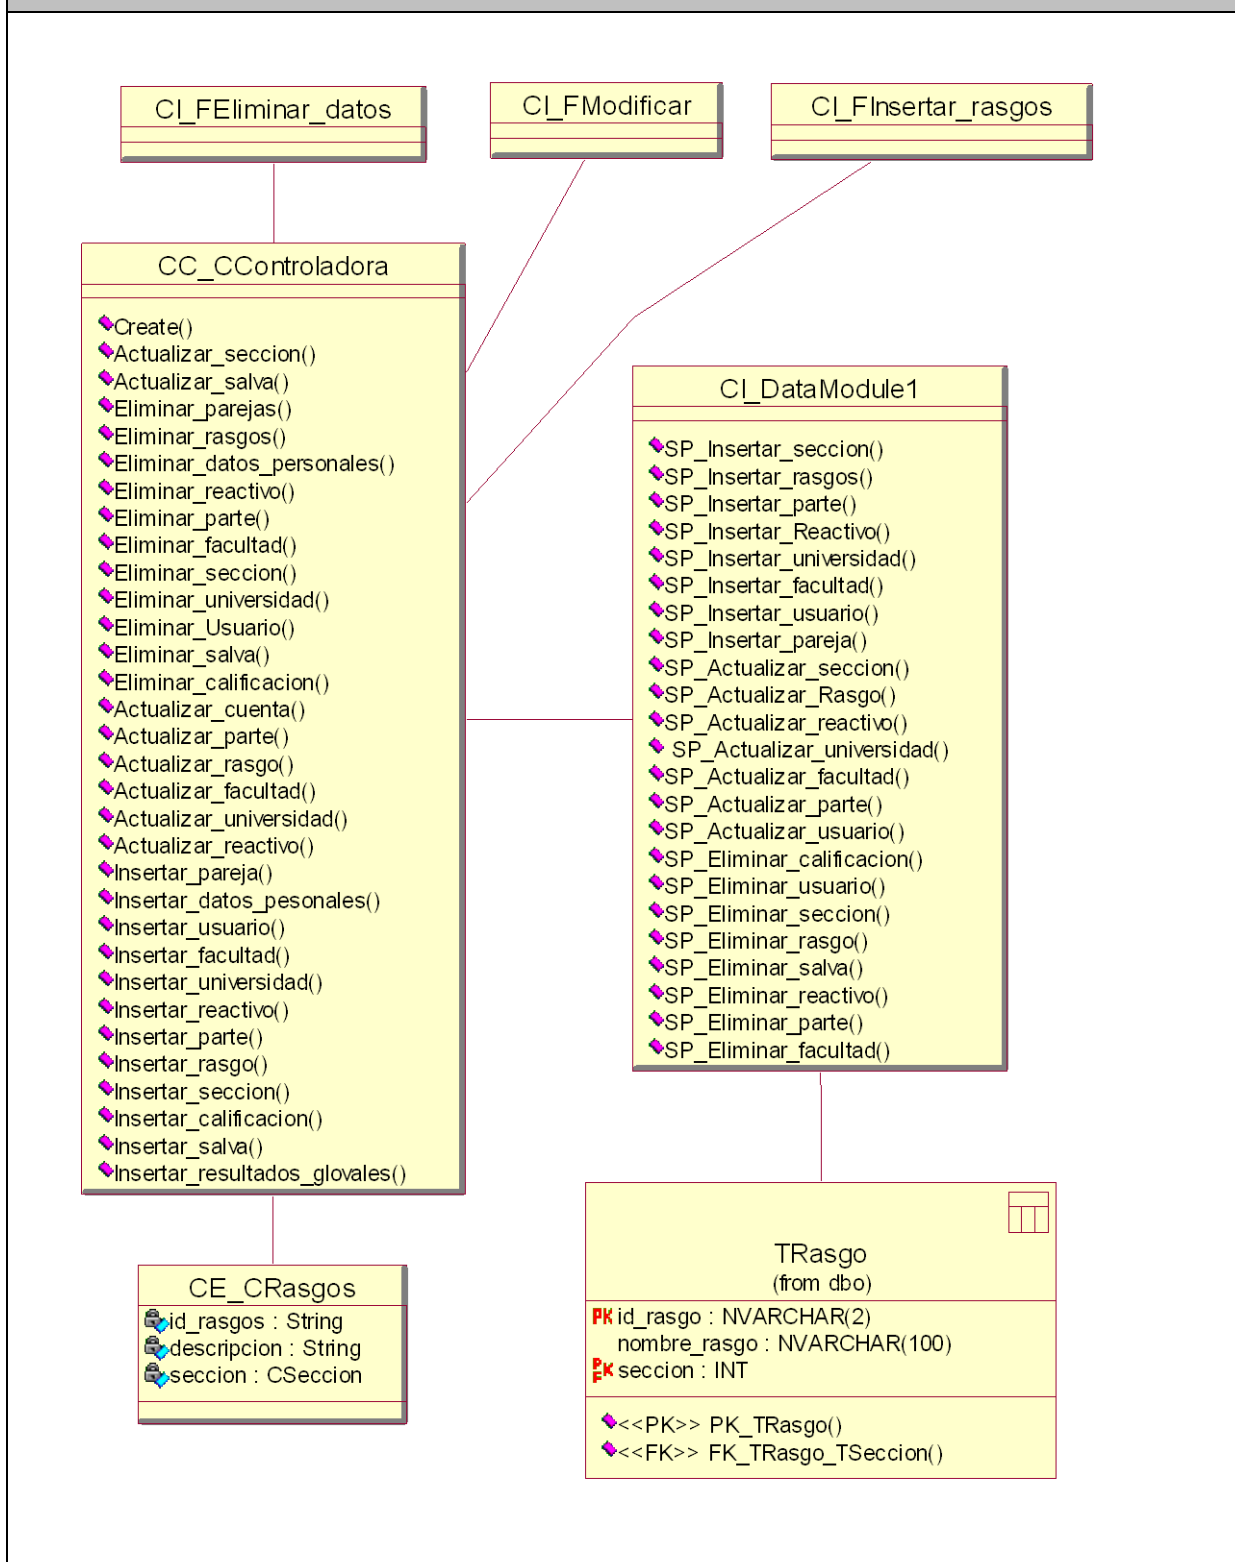 CI_FEliminar_datos
CI_FModificar
CI_FInsertar_rasgos
CC_CControladora
Create()
Actualizar_seccion()
Actualizar_salva()
Eliminar_parejas()
Eliminar_rasgos()
Eliminar_datos_personales()
Eliminar_reactivo()
Eliminar_parte()
Eliminar_facultad()
Eliminar_seccion()
Eliminar_universidad()
Eliminar_Usuario()
Eliminar_salva()
Eliminar_calificacion()
Actualizar_cuenta()
Actualizar_parte()
Actualizar_rasgo()
Actualizar_facultad()
Actualizar_universidad()
Actualizar_reactivo()
Insertar_pareja()
Insertar_datos_pesonales()
Insertar_usuario()
Insertar_facultad()
Insertar_universidad()
Insertar_reactivo()
Insertar_parte()
Insertar_rasgo()
Insertar_seccion()
Insertar_calificacion()
Insertar_salva()
Insertar_resultados_glovales()
CI_DataModule1
SP_Insertar_seccion()
SP_Insertar_rasgos()
SP_Insertar_parte()
SP_Insertar_Reactivo()
SP_Insertar_universidad()
SP_Insertar_facultad()
SP_Insertar_usuario()
SP_Insertar_pareja()
SP_Actualizar_seccion()
SP_Actualizar_Rasgo()
SP_Actualizar_reactivo()
SP_Actualizar_universidad()
SP_Actualizar_facultad()
SP_Actualizar_parte()
SP_Actualizar_usuario()
SP_Eliminar_calificacion()
SP_Eliminar_usuario()
SP_Eliminar_seccion()
SP_Eliminar_rasgo()
SP_Eliminar_salva()
SP_Eliminar_reactivo()
SP_Eliminar_parte()
SP_Eliminar_facultad()
CE_CRasgos
id_rasgos : String
descripcion : String
seccion : CSeccion
TRasgo
(from dbo)
PK id_rasgo : NVARCHAR(2)
nombre_rasgo : NVARCHAR(100)
PFK seccion : INT
<<PK>> PK_TRasgo()
<<FK>> FK_TRasgo_TSeccion()